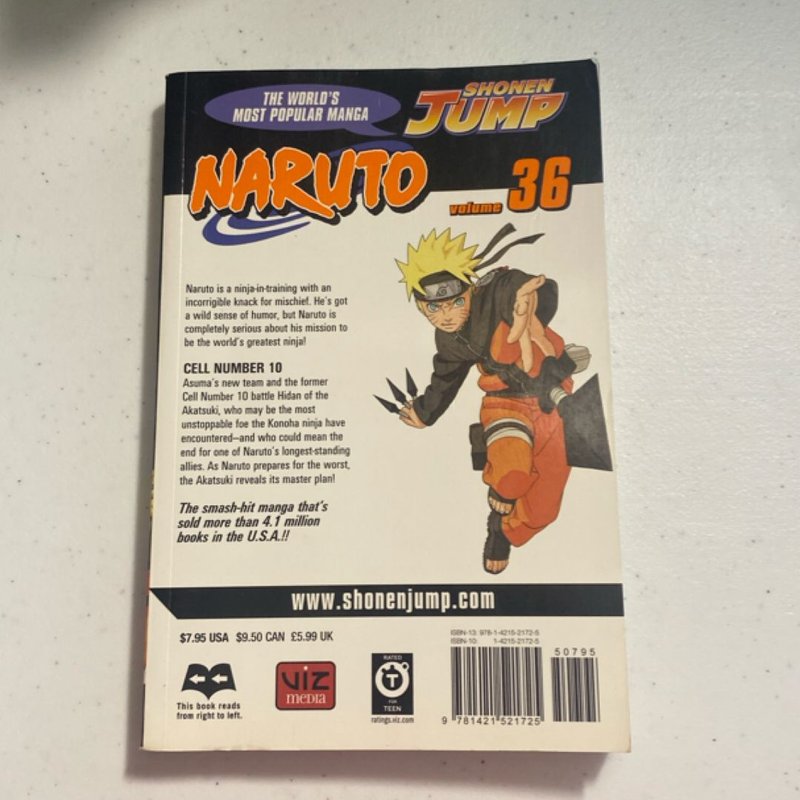 THE WORLD'S
MOST POPULAR MANGA
SHONEN
JUMP
NARUTO
volume 36
Naruto is a ninja-in-training with an
incorrigible knack for mischief. He's got
a wild sense of humor, but Naruto is
completely serious about his mission to
be the world's greatest ninja!
CELL NUMBER 10
Asuma's new team and the former
Cell Number 10 battle Hidan of the
Akatsuki, who may be the most
unstoppable foe the Konoha ninja have
encountered—and who could mean the
end for one of Naruto's longest-standing
allies. As Naruto prepares for the worst,
the Akatsuki reveals its master plan!
The smash-hit manga that's
sold more than 4.1 million
books in the U.S.A.!!
www.shonenjump.com
$7.95 USA $9.50 CAN £5.99 UK
This book reads
from right to left.
VIZ
media
RATED
T
FOR
TEEN
ratings.viz.com
ISBN-13: 978-1-4215-2172-5
ISBN-10: 1-4215-2172-5
50795
9 781421 521725